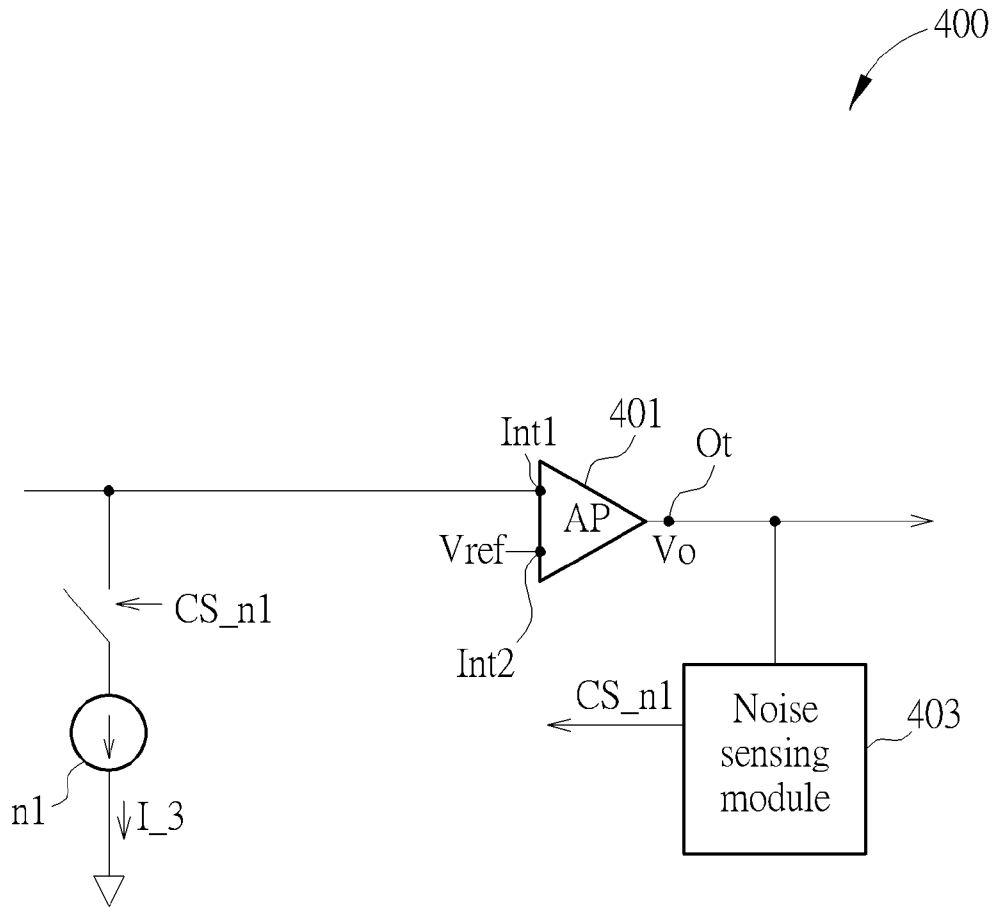 400
401
Int1
Ot
AP
Vref
Vo
CS_n1
Int2
CS_n1
Noise
sensing
module
403
n1
I_3